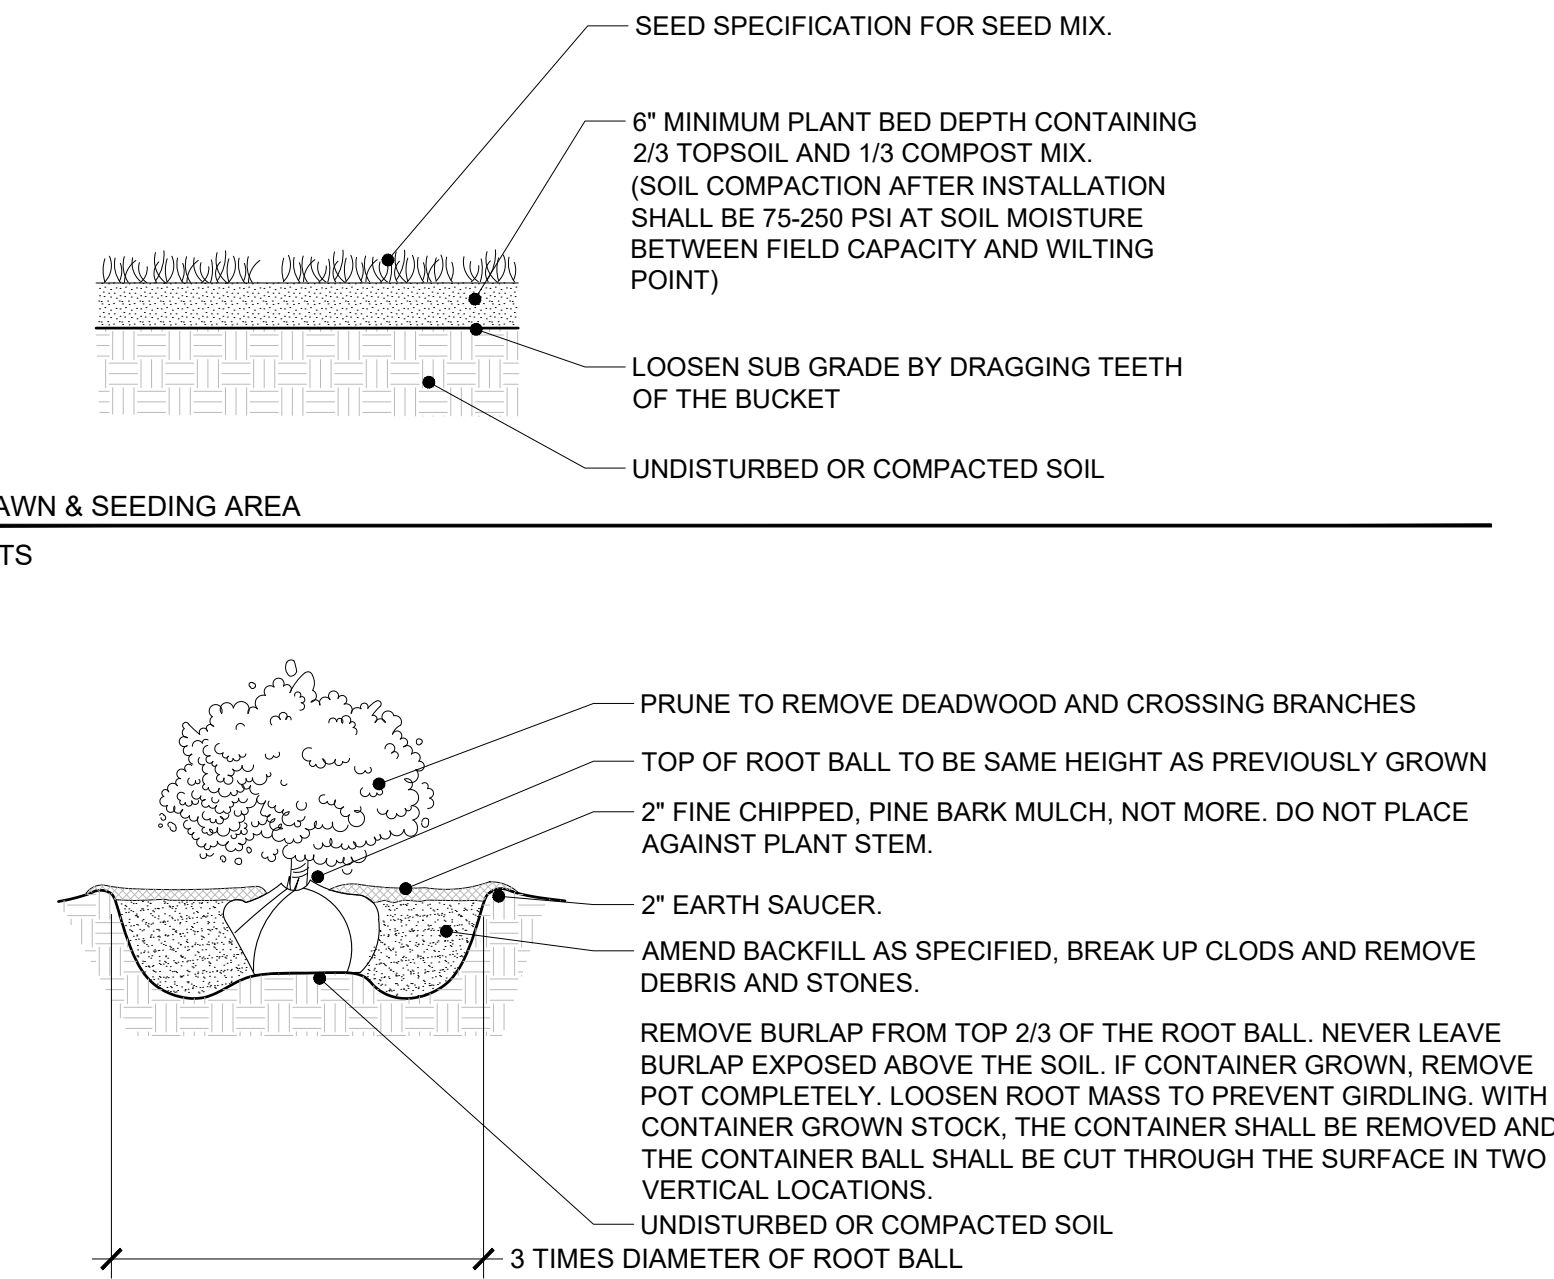 SEED SPECIFICATION FOR SEED MIX.
6" MINIMUM PLANT BED DEPTH CONTAINING
2/3 TOPSOIL AND 1/3 COMPOST MIX.
(SOIL COMPACTION AFTER INSTALLATION
SHALL BE 75-250 PSI AT SOIL MOISTURE
BETWEEN FIELD CAPACITY AND WILTING
POINT)
LOOSEN SUB GRADE BY DRAGGING TEETH
OF THE BUCKET
UNDISTURBED OR COMPACTED SOIL
AWN & SEEDING AREA
TS
PRUNE TO REMOVE DEADWOOD AND CROSSING BRANCHES
TOP OF ROOT BALL TO BE SAME HEIGHT AS PREVIOUSLY GROWN
2" FINE CHIPPED, PINE BARK MULCH, NOT MORE. DO NOT PLACE
AGAINST PLANT STEM.
2" EARTH SAUCER.
AMEND BACKFILL AS SPECIFIED, BREAK UP CLODS AND REMOVE
DEBRIS AND STONES.
REMOVE BURLAP FROM TOP 2/3 OF THE ROOT BALL. NEVER LEAVE
BURLAP EXPOSED ABOVE THE SOIL. IF CONTAINER GROWN, REMOVE
POT COMPLETELY. LOOSEN ROOT MASS TO PREVENT GIRDLING. WITH
CONTAINER GROWN STOCK, THE CONTAINER SHALL BE REMOVED AND
THE CONTAINER BALL SHALL BE CUT THROUGH THE SURFACE IN TWO
VERTICAL LOCATIONS.
UNDISTURBED OR COMPACTED SOIL
3 TIMES DIAMETER OF ROOT BALL